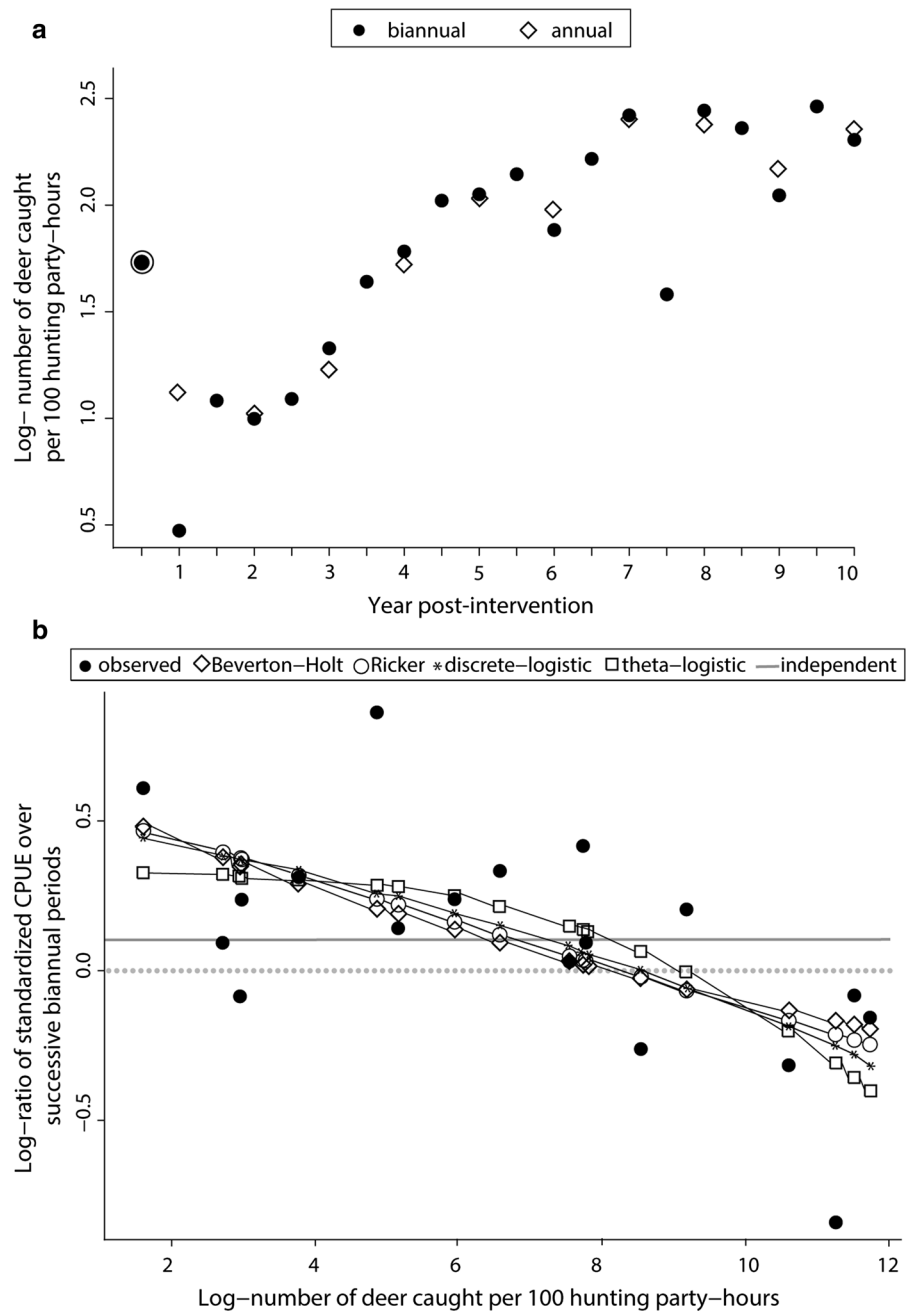 a
biannual annual
Log− number of deer caught
per 100 hunting party−hours
2.5
2.0
1.5
1.0
0.5
1 2 3 4 5 6 7 8 9 10
Year post-intervention
b
observed Beverton−Holt Ricker discrete−logistic theta−logistic independent
Log−ratio of standardized CPUE over
successive biannual periods
0.5
0.0
−0.5
2 4 6 8 10 12
Log−number of deer caught per 100 hunting party−hours